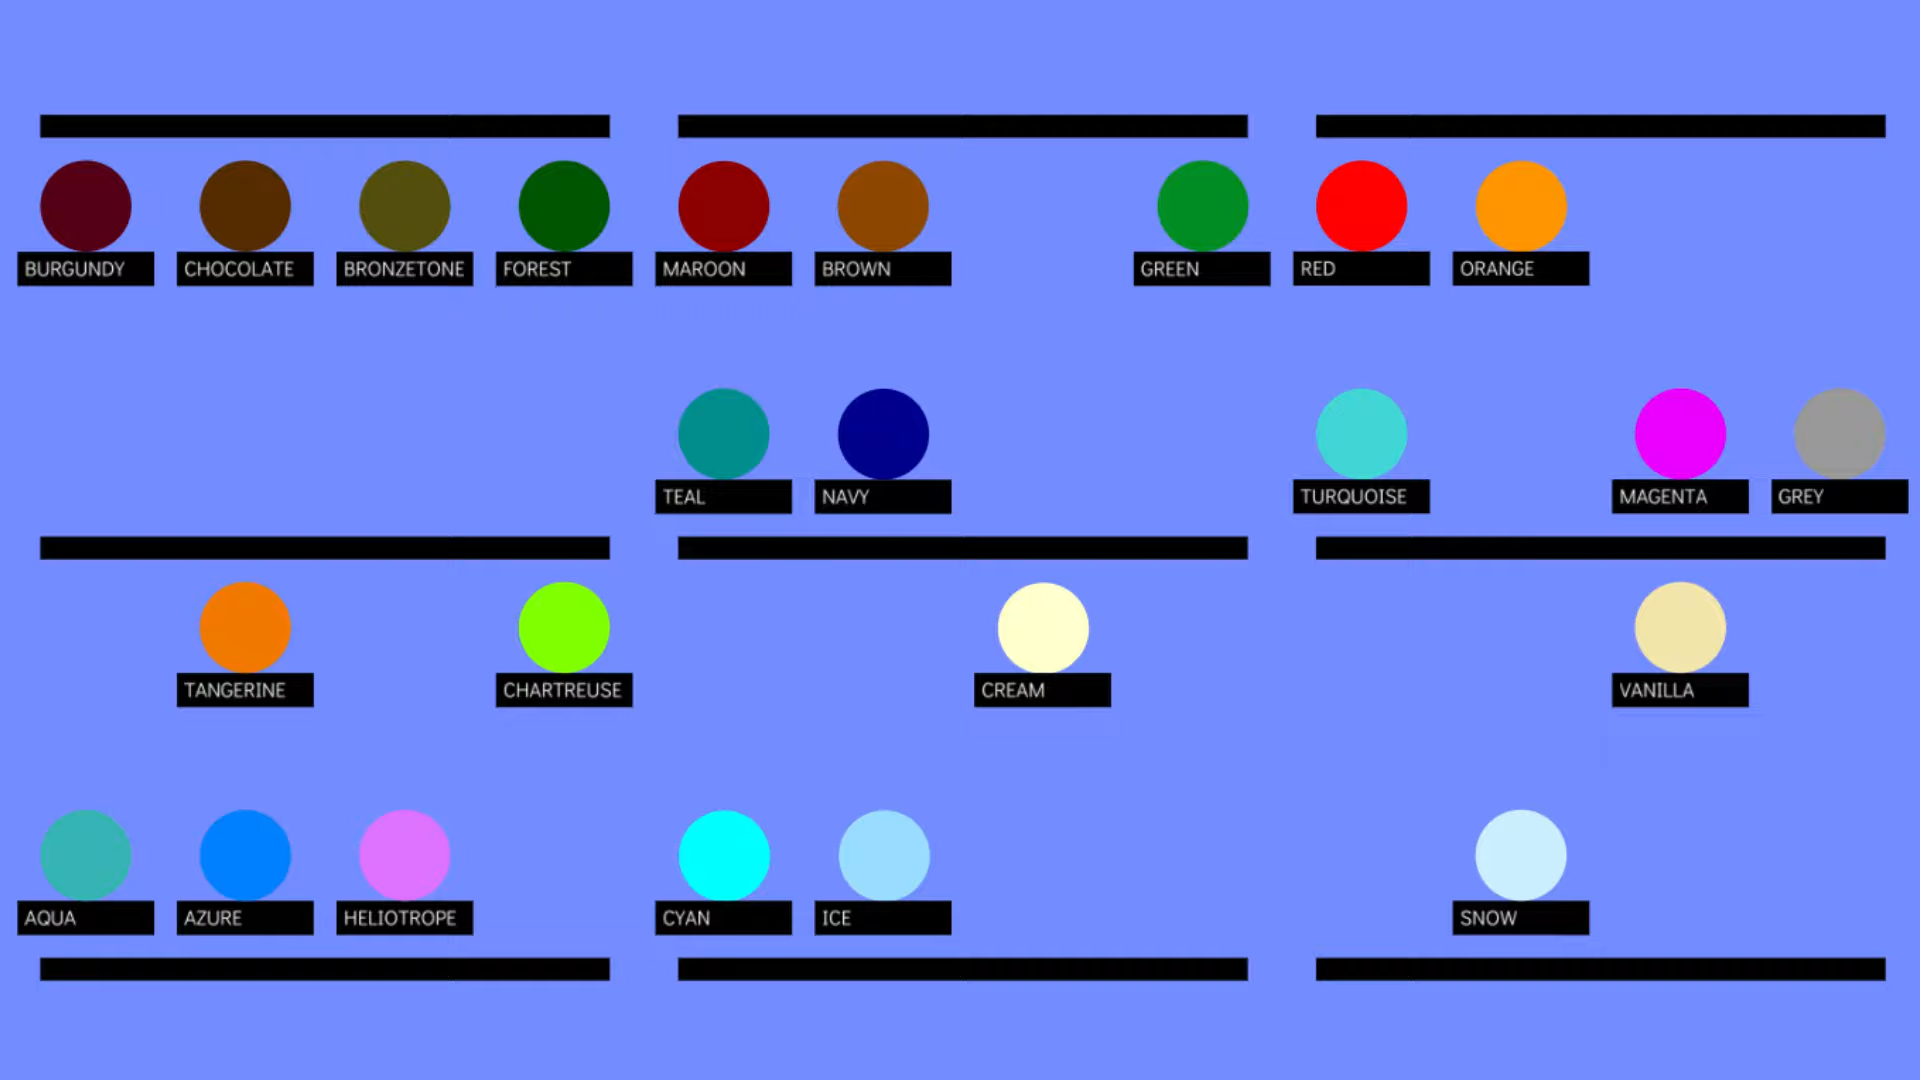 BURGUNDY
CHOCOLATE
BRONZETONE
FOREST
MAROON
BROWN
GREEN
RED
ORANGE
TEAL
NAVY
TURQUOISE
MAGENTA
GREY
TANGERINE
CHARTREUSE
CREAM
VANILLA
AQUA
AZURE
HELIOTROPE
CYAN
ICE
SNOW